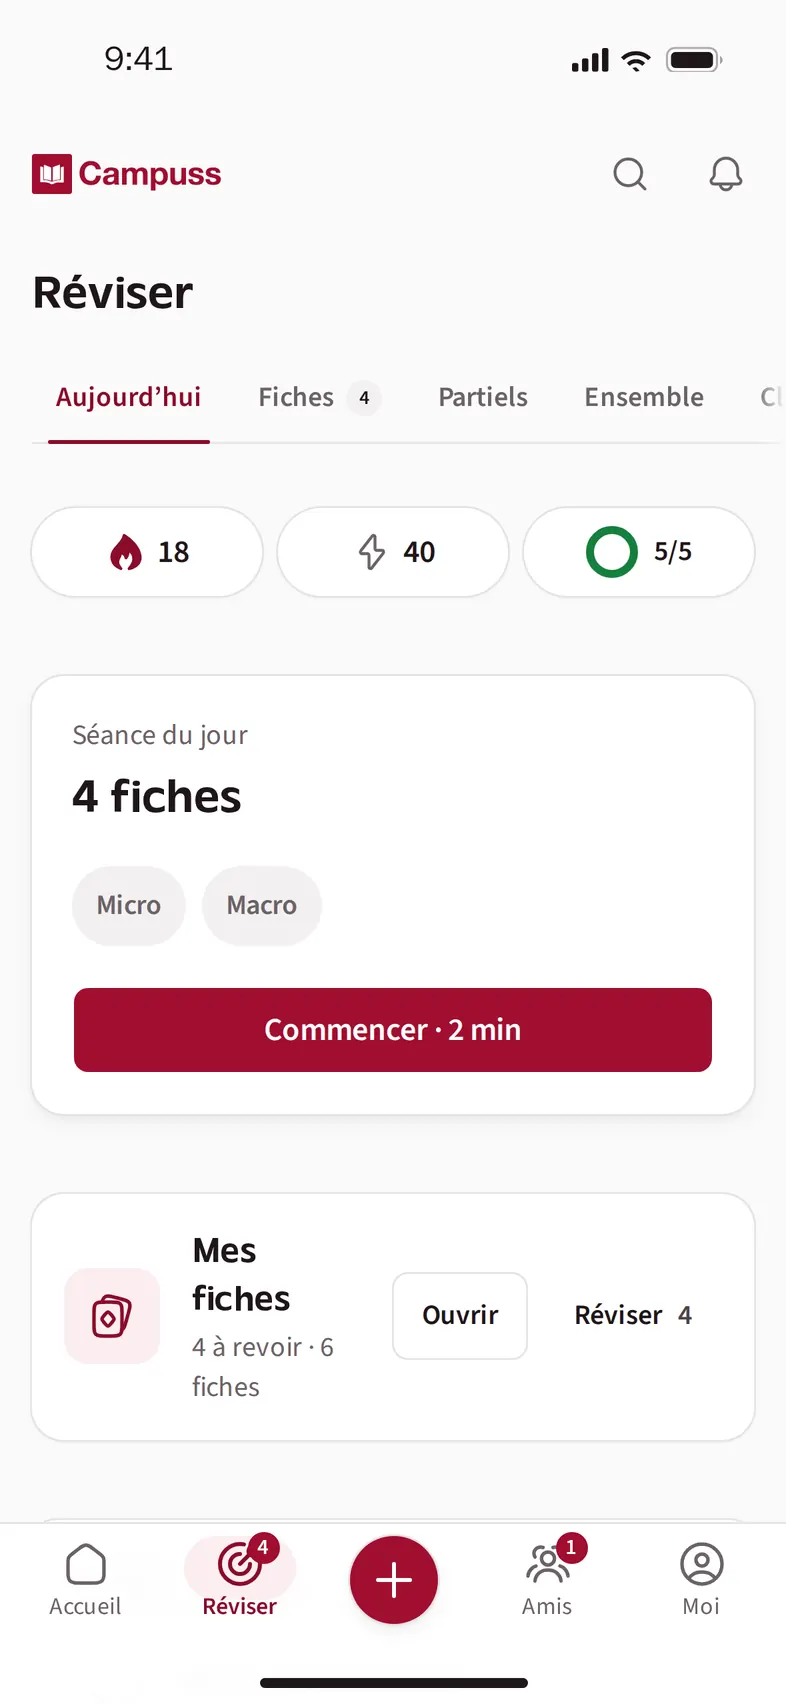 9:41
Campuss
Réviser
Aujourd’hui Fiches 4 Partiels Ensemble Cl
18 40 5/5
Séance du jour
4 fiches
Micro Macro
Commencer · 2 min
Mes
fiches
4 à revoir · 6
fiches
Ouvrir Réviser 4
4 1
Accueil Réviser Amis Moi